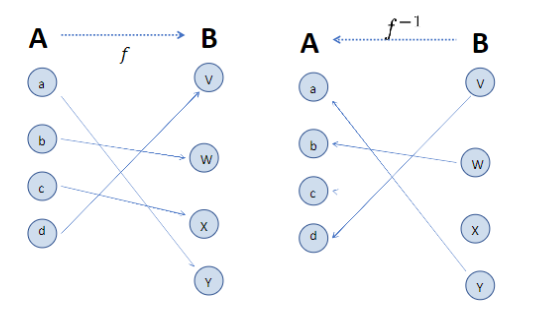 A B A f⁻¹ B
f
a V a V
b W b W
c X c X
d Y d Y